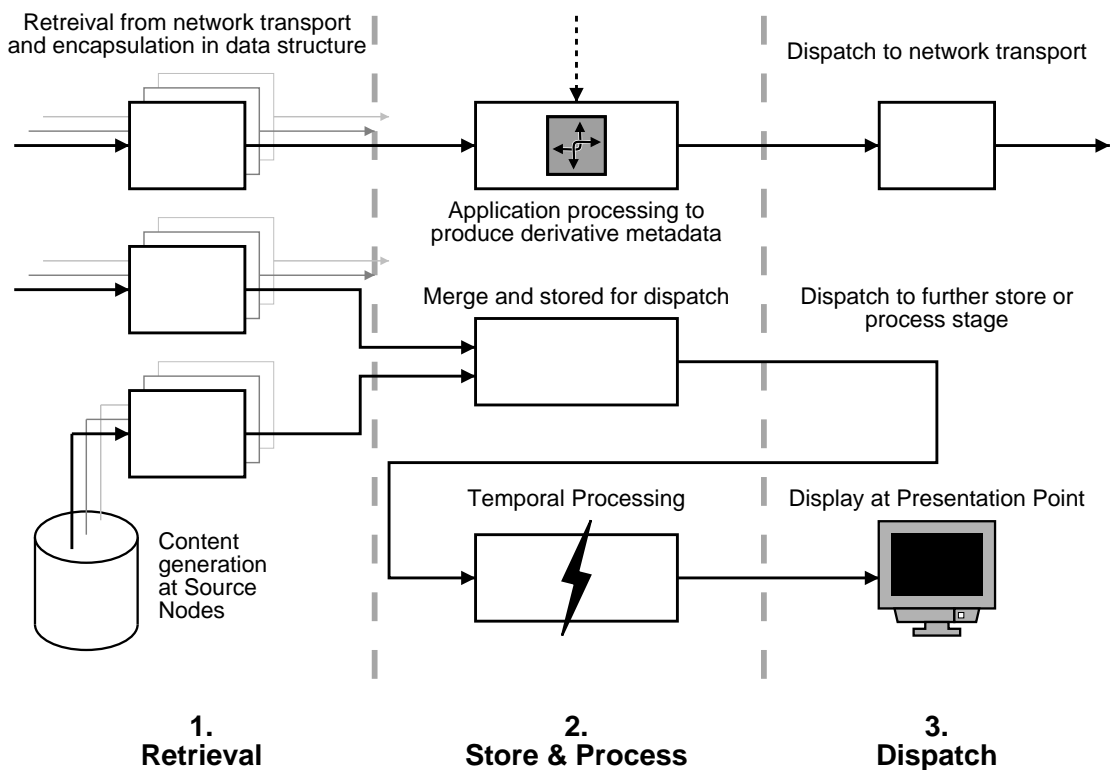 Retreival from network transport
and encapsulation in data structure
Dispatch to network transport
Application processing to
produce derivative metadata
Merge and stored for dispatch
Dispatch to further store or
process stage
Temporal Processing
Display at Presentation Point
Content
generation
at Source
Nodes
1.
Retrieval
2.
Store & Process
3.
Dispatch